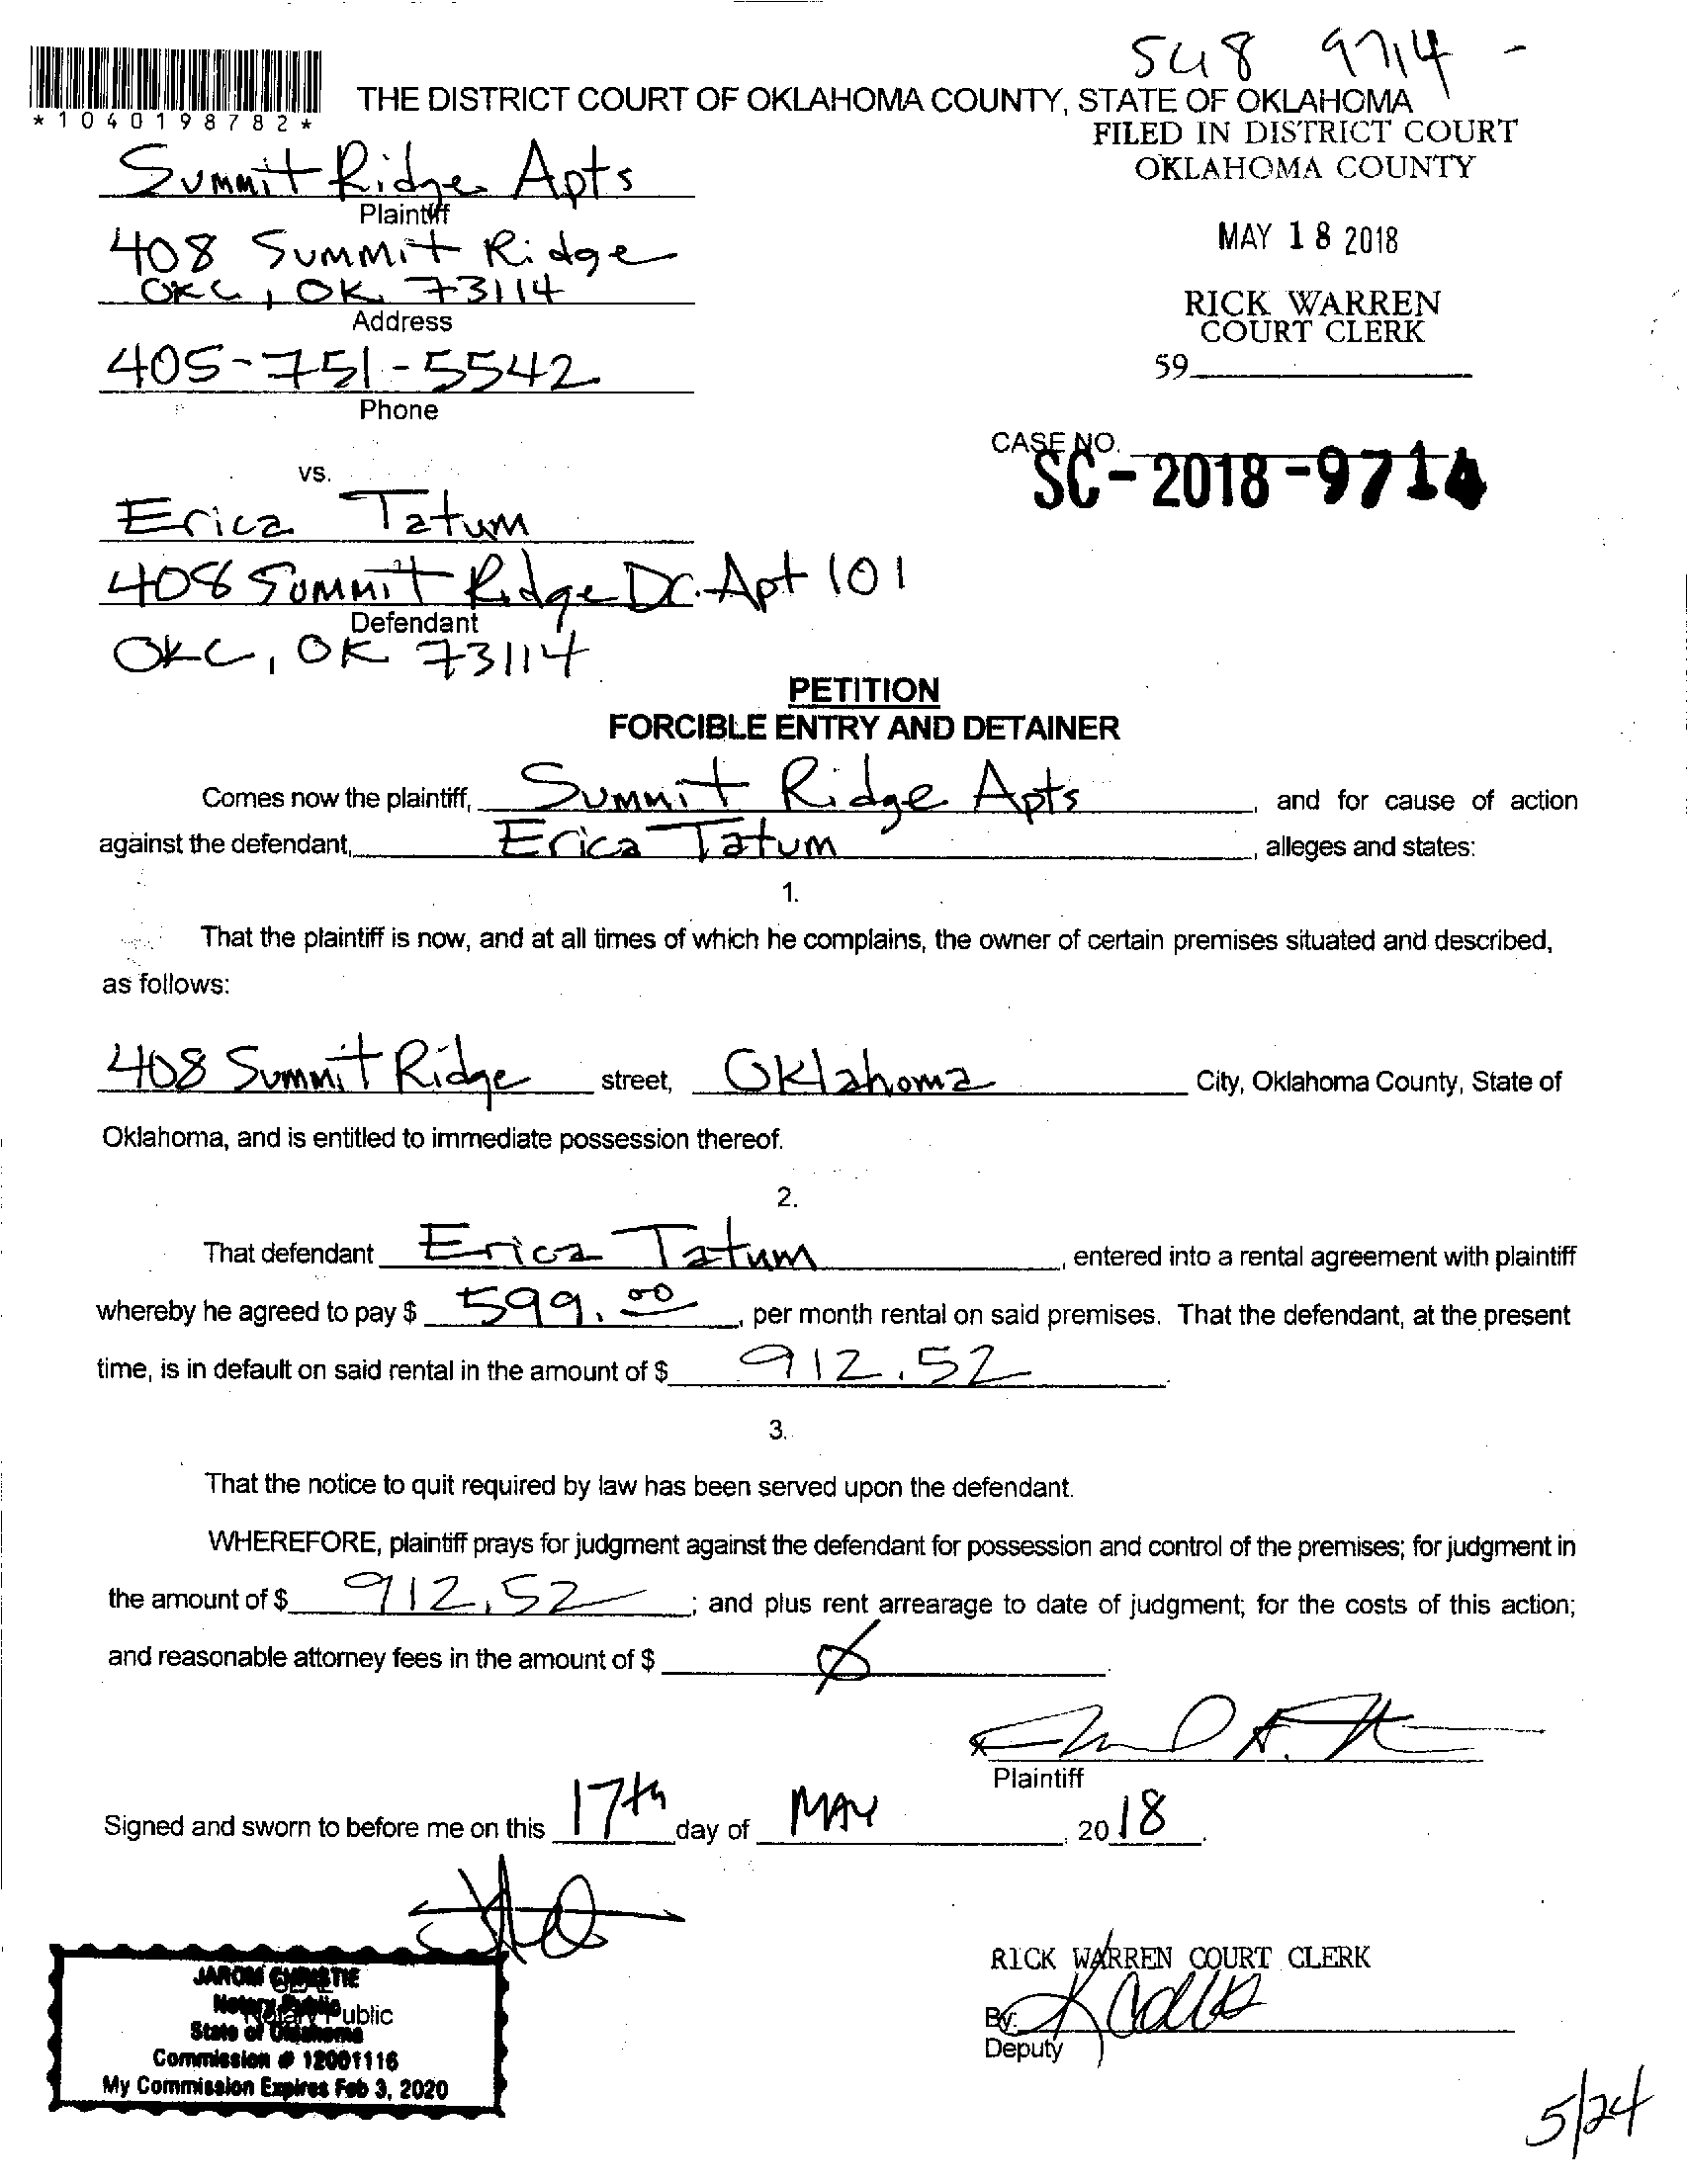 548 9714 -
*1040198782*
THE DISTRICT COURT OF OKLAHOMA COUNTY, STATE OF OKLAHOMA
FILED IN DISTRICT COURT
OKLAHOMA COUNTY
MAY 18 2018
RICK WARREN
COURT CLERK
59
Summit Ridge Apts
Plaintiff
408 Summit Ridge
OKC, OK 73114
Address
405-751-5542
Phone
CASE NO.
SC-2018-9714
vs.
Erica Tatum
408 Summit Ridge Dr. Apt 101
Defendant
OKC, OK 73114
PETITION
FORCIBLE ENTRY AND DETAINER
Comes now the plaintiff, Summit Ridge Apts, and for cause of action
against the defendant, Erica Tatum, alleges and states:
1.
That the plaintiff is now, and at all times of which he complains, the owner of certain premises situated and described,
as follows:
408 Summit Ridge street, Oklahoma City, Oklahoma County, State of
Oklahoma, and is entitled to immediate possession thereof.
2.
That defendant Erica Tatum, entered into a rental agreement with plaintiff
whereby he agreed to pay $ 599.00, per month rental on said premises. That the defendant, at the present
time, is in default on said rental in the amount of $ 912.52
3.
That the notice to quit required by law has been served upon the defendant.
WHEREFORE, plaintiff prays for judgment against the defendant for possession and control of the premises; for judgment in
the amount of $ 912.52; and plus rent arrearage to date of judgment; for the costs of this action;
and reasonable attorney fees in the amount of $ Ø.
Plaintiff
Signed and sworn to before me on this 17th day of MAY, 2018.
JAROM CHRISTIE
Notary Public
State of Oklahoma
Commission # 12001116
My Commission Expires Feb 3, 2020
RICK WARREN COURT CLERK
By:
Deputy
5/24